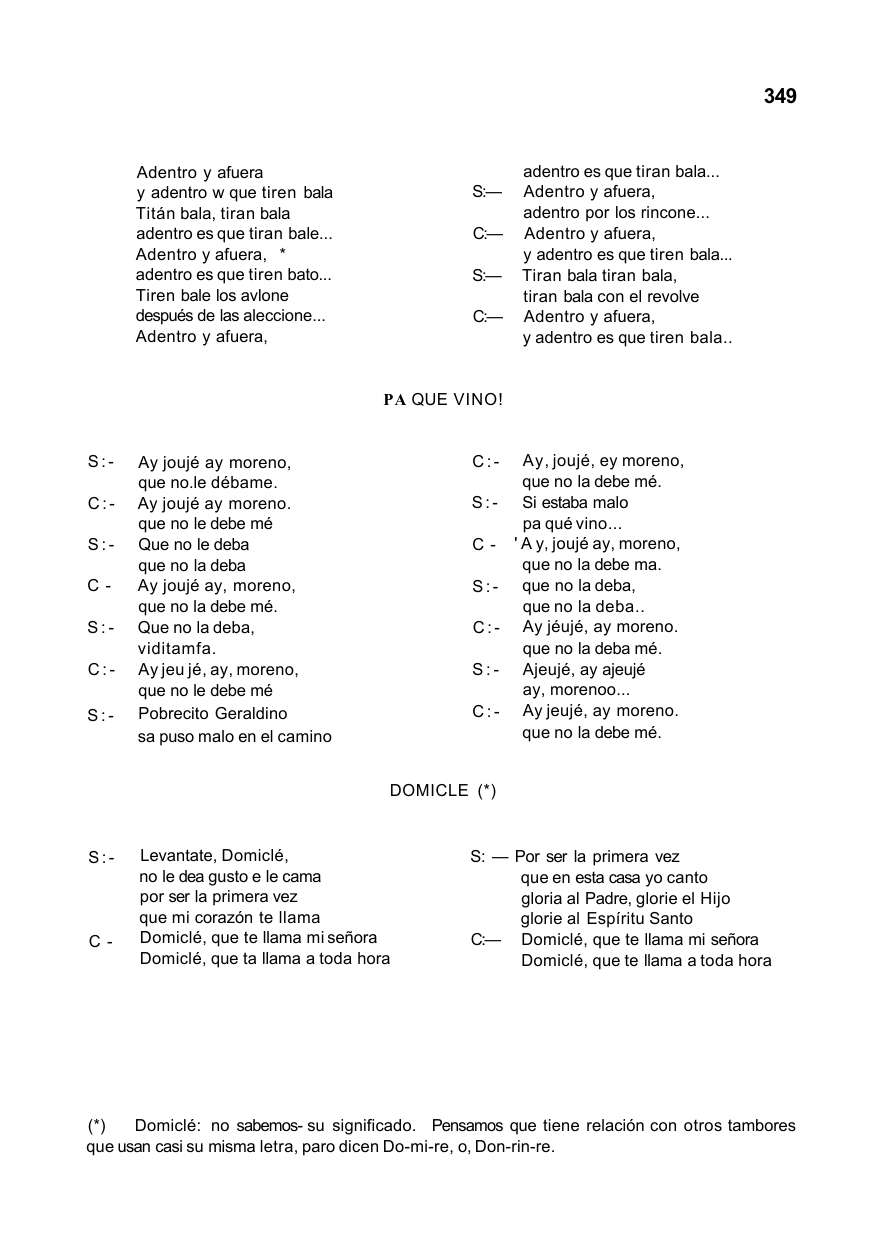 349
Adentro y afuera
y adentro w que tiren bala
Titán bala, tiran bala
adentro es que tiran bale...
Adentro y afuera, *
adentro es que tiren bato...
Tiren bale los avlone
después de las aleccione...
Adentro y afuera,
adentro es que tiran bala...
S:— Adentro y afuera,
adentro por los rincone...
C:— Adentro y afuera,
y adentro es que tiren bala...
S:— Tiran bala tiran bala,
tiran bala con el revolve
C:— Adentro y afuera,
y adentro es que tiren bala..
PA QUE VINO!
S:- Ay joujé ay moreno,
que no.le débame.
C:- Ay joujé ay moreno.
que no le debe mé
S:- Que no le deba
que no la deba
C - Ay joujé ay, moreno,
que no la debe mé.
S:- Que no la deba,
viditamfa.
C:- Ay jeu jé, ay, moreno,
que no le debe mé
S:- Pobrecito Geraldino
sa puso malo en el camino
C:- Ay, joujé, ey moreno,
que no la debe mé.
S:- Si estaba malo
pa qué vino...
C - ' A y, joujé ay, moreno,
que no la debe ma.
S:- que no la deba,
que no la deba..
C:- Ay jéujé, ay moreno.
que no la deba mé.
S:- Ajeujé, ay ajeujé
ay, morenoo...
C:- Ay jeujé, ay moreno.
que no la debe mé.
DOMICLE (*)
S:- Levantate, Domiclé,
no le dea gusto e le cama
por ser la primera vez
que mi corazón te llama
C - Domiclé, que te llama mi señora
Domiclé, que ta llama a toda hora
S: — Por ser la primera vez
que en esta casa yo canto
gloria al Padre, glorie el Hijo
glorie al Espíritu Santo
C:— Domiclé, que te llama mi señora
Domiclé, que te llama a toda hora
(*) Domiclé: no sabemos- su significado. Pensamos que tiene relación con otros tambores
que usan casi su misma letra, paro dicen Do-mi-re, o, Don-rin-re.